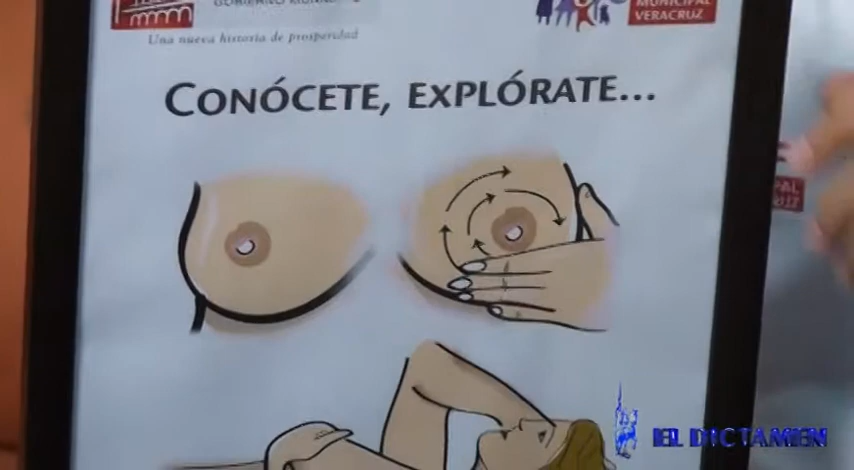 Una nueva historia de prosperidad
MUNICIPAL
VERACRUZ
CONÓCETE, EXPLÓRATE...
EL DICTAMEN